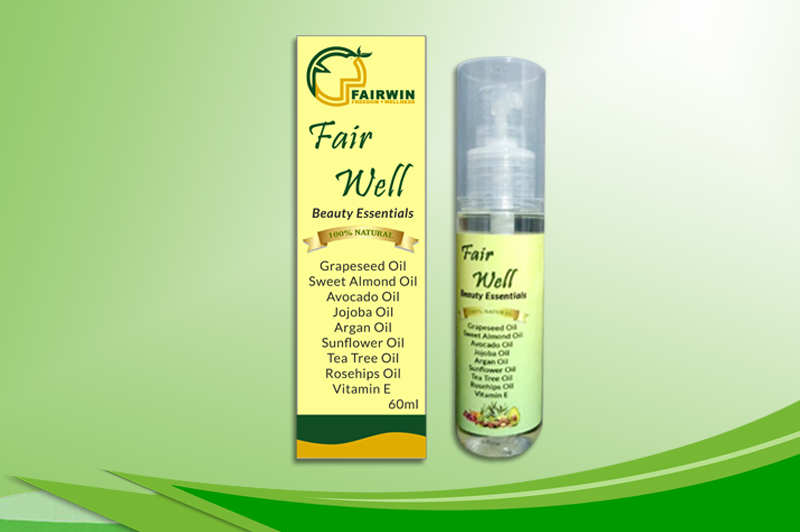 FAIRWIN
FREEDOM + WELLNESS
Fair
Well
Beauty Essentials
100% NATURAL
Grapeseed Oil
Sweet Almond Oil
Avocado Oil
Jojoba Oil
Argan Oil
Sunflower Oil
Tea Tree Oil
Rosehips Oil
Vitamin E
60ml
Fair
Well
Beauty Essentials
100% NATURAL
Grapeseed Oil
Sweet Almond Oil
Avocado Oil
Jojoba Oil
Argan Oil
Sunflower Oil
Tea Tree Oil
Rosehips Oil
Vitamin E